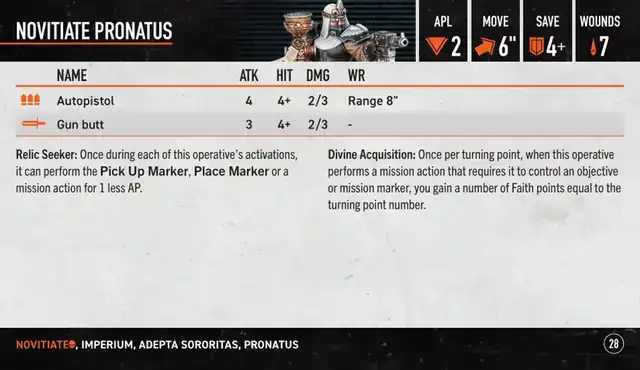 NOVITIATE PRONATUS
APL MOVE SAVE WOUNDS
2 6" 4+ 7
NAME ATK HIT DMG WR
Autopistol 4 4+ 2/3 Range 8"
Gun butt 3 4+ 2/3 -
Relic Seeker: Once during each of this operative's activations,
it can perform the Pick Up Marker, Place Marker or a
mission action for 1 less AP.
Divine Acquisition: Once per turning point, when this operative
performs a mission action that requires it to control an objective
or mission marker, you gain a number of Faith points equal to the
turning point number.
NOVITIATE, IMPERIUM, ADEPTA SORORITAS, PRONATUS
28